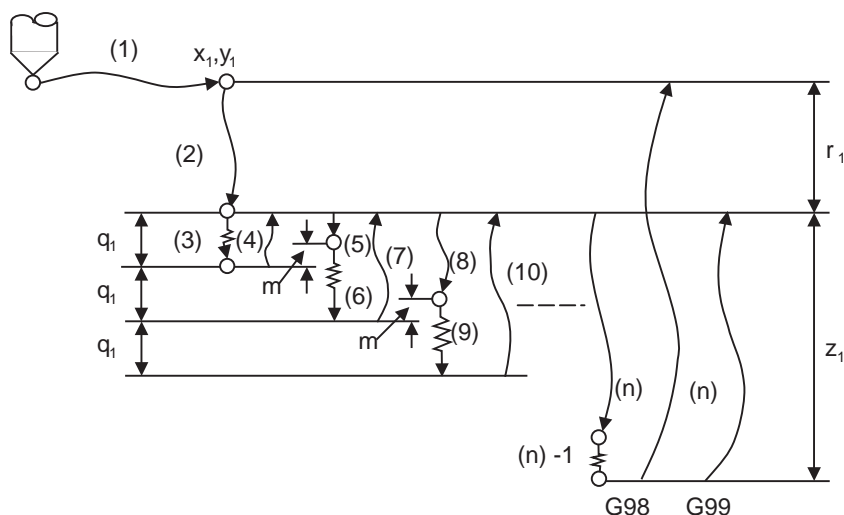 (1)
x1,y1
(2)
r1
q1
(3)
(4)
(5)
(7)
(8)
(10)
q1
m
(6)
m
(9)
q1
z1
(n)
(n)
(n) -1
G98
G99